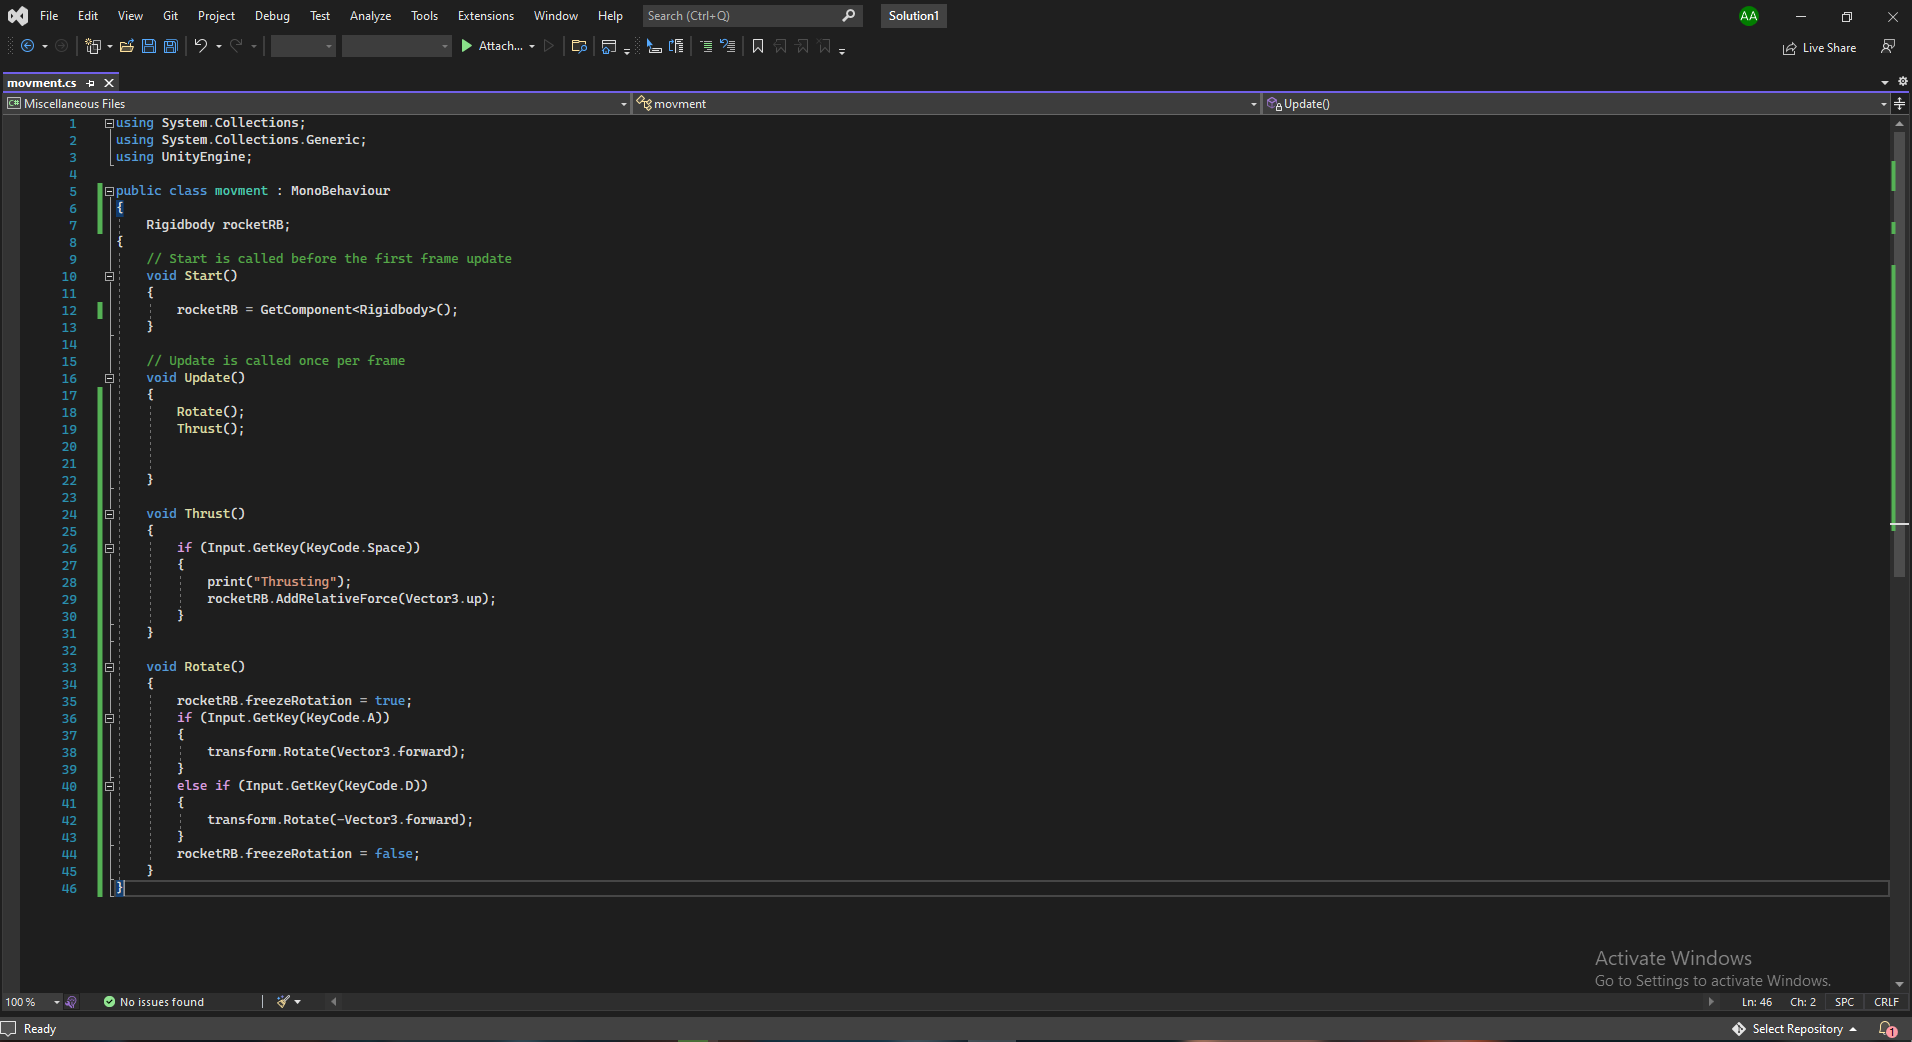 File Edit View Git Project Debug Test Analyze Tools Extensions Window Help Search (Ctrl+Q) Solution1 AA
Attach... Live Share
movment.cs
C# Miscellaneous Files movment Update()
1 using System.Collections;
2 using System.Collections.Generic;
3 using UnityEngine;
4
5 public class movment : MonoBehaviour
6 {
7 Rigidbody rocketRB;
8 {
9 // Start is called before the first frame update
10 void Start()
11 {
12 rocketRB = GetComponent<Rigidbody>();
13 }
14
15 // Update is called once per frame
16 void Update()
17 {
18 Rotate();
19 Thrust();
20
21
22 }
23
24 void Thrust()
25 {
26 if (Input.GetKey(KeyCode.Space))
27 {
28 print("Thrusting");
29 rocketRB.AddRelativeForce(Vector3.up);
30 }
31 }
32
33 void Rotate()
34 {
35 rocketRB.freezeRotation = true;
36 if (Input.GetKey(KeyCode.A))
37 {
38 transform.Rotate(Vector3.forward);
39 }
40 else if (Input.GetKey(KeyCode.D))
41 {
42 transform.Rotate(-Vector3.forward);
43 }
44 rocketRB.freezeRotation = false;
45 }
46 }
Activate Windows
Go to Settings to activate Windows.
100 % No issues found Ln: 46 Ch: 2 SPC CRLF
Ready Select Repository 1